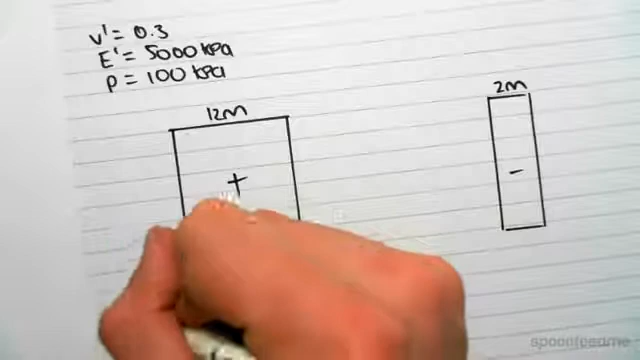 v' = 0.3
E' = 5000 kPa
p = 100 kPa
12m
2m
+
-
spoonfeedme